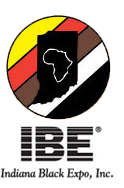 IBE®
Indiana Black Expo, Inc.